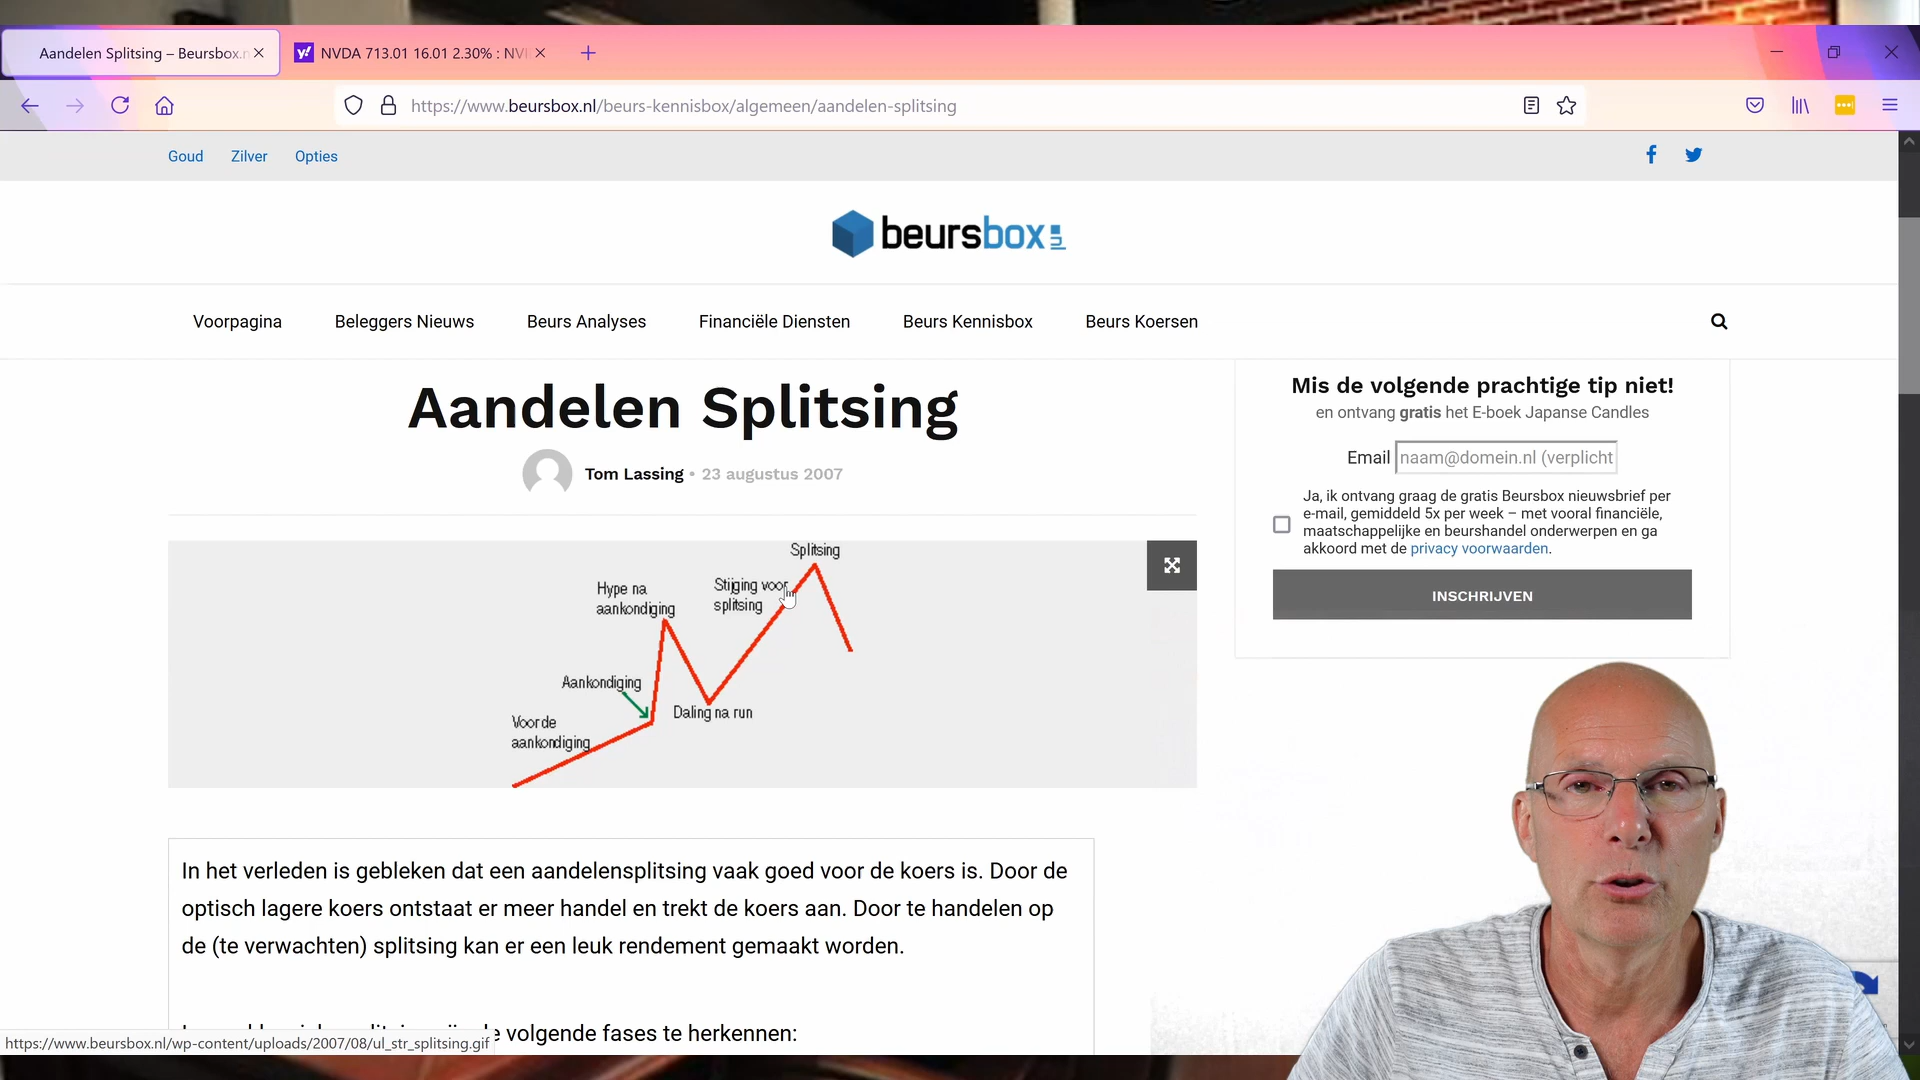 Aandelen Splitsing – Beursbox.n
NVDA 713.01 16.01 2.30% : NVI
https://www.beursbox.nl/beurs-kennisbox/algemeen/aandelen-splitsing
Goud Zilver Opties
beursbox.nl
Voorpagina Beleggers Nieuws Beurs Analyses Financiële Diensten Beurs Kennisbox Beurs Koersen
Aandelen Splitsing
Tom Lassing • 23 augustus 2007
Splitsing
Hype na
aankondiging
Stijging voor
splitsing
Aankondiging
Daling na run
Voor de
aankondiging
In het verleden is gebleken dat een aandelensplitsing vaak goed voor de koers is. Door de
optisch lagere koers ontstaat er meer handel en trekt de koers aan. Door te handelen op
de (te verwachten) splitsing kan er een leuk rendement gemaakt worden.
volgende fases te herkennen:
https://www.beursbox.nl/wp-content/uploads/2007/08/ul_str_splitsing.gif
Mis de volgende prachtige tip niet!
en ontvang gratis het E-boek Japanse Candles
Email naam@domein.nl (verplicht
Ja, ik ontvang graag de gratis Beursbox nieuwsbrief per
e-mail, gemiddeld 5x per week – met vooral financiële,
maatschappelijke en beurshandel onderwerpen en ga
akkoord met de privacy voorwaarden.
INSCHRIJVEN